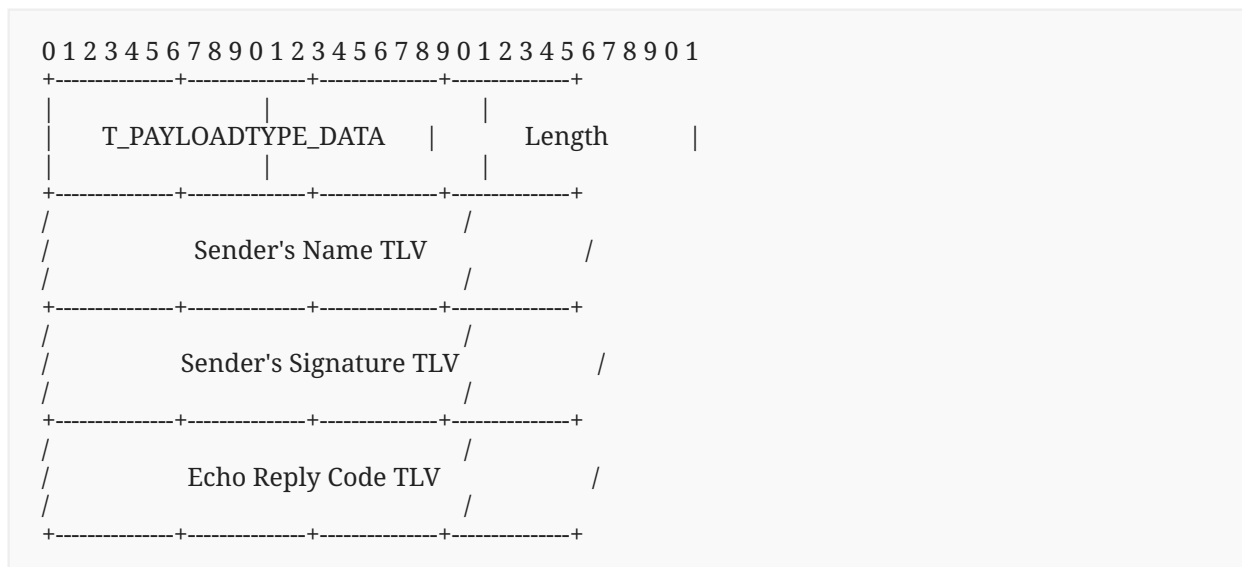 0 1 2 3 4 5 6 7 8 9 0 1 2 3 4 5 6 7 8 9 0 1 2 3 4 5 6 7 8 9 0 1
+---------------+---------------+---------------+---------------+
| | |
| T_PAYLOADTYPE_DATA | Length |
| | |
+---------------+---------------+---------------+---------------+
/ /
/ Sender's Name TLV /
/ /
+---------------+---------------+---------------+---------------+
/ /
/ Sender's Signature TLV /
/ /
+---------------+---------------+---------------+---------------+
/ /
/ Echo Reply Code TLV /
/ /
+---------------+---------------+---------------+---------------+